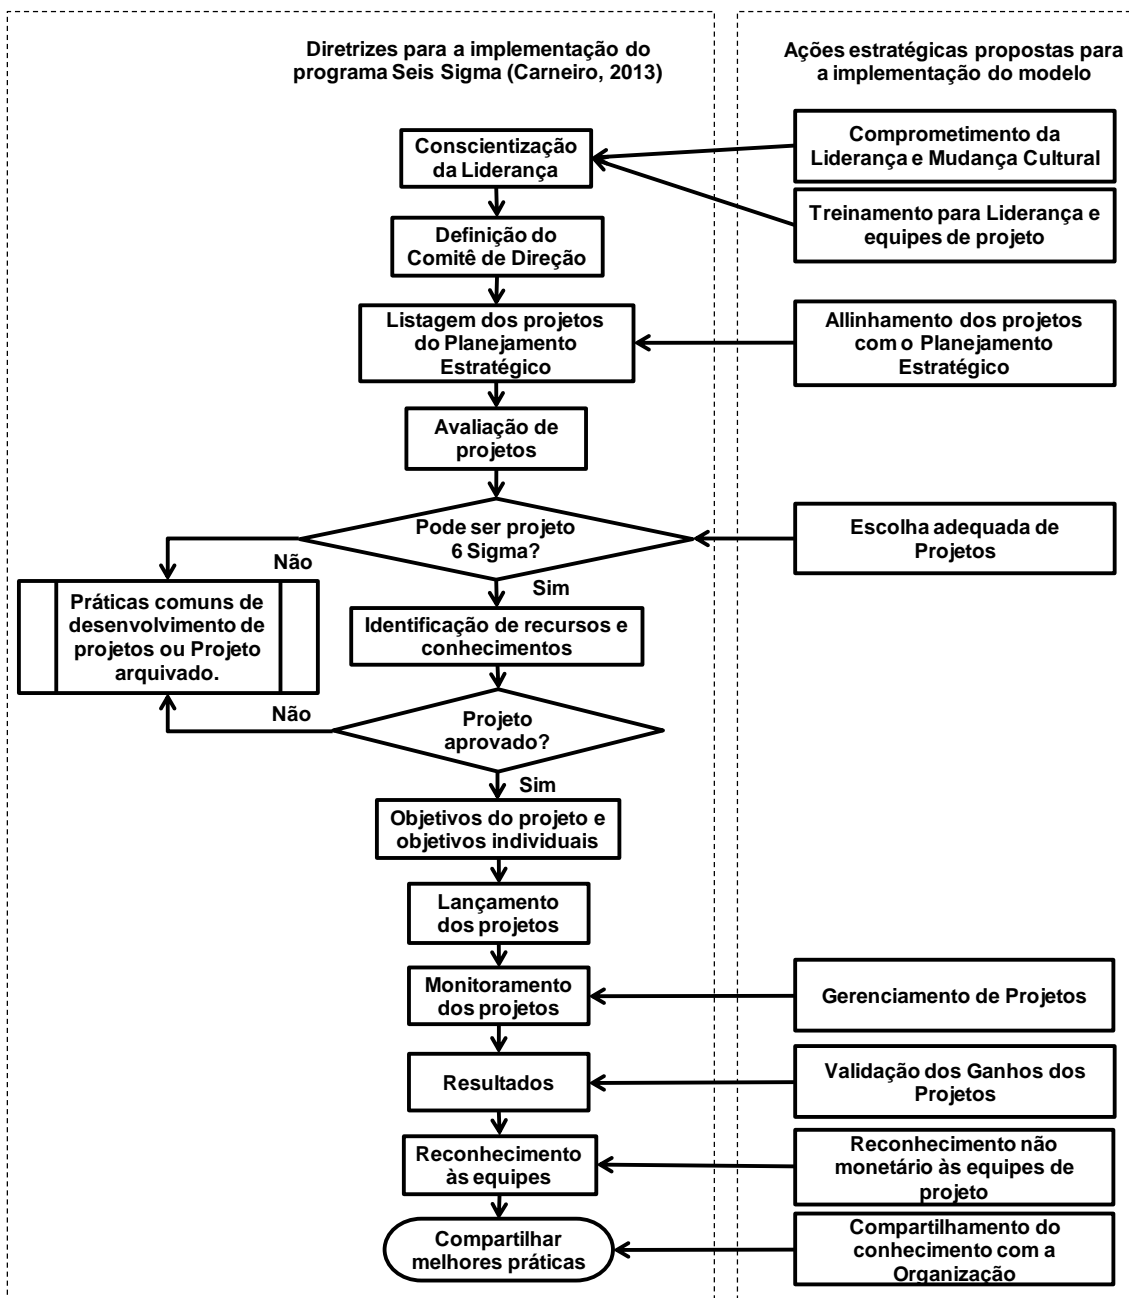 Diretrizes para a implementação do
programa Seis Sigma (Carneiro, 2013)
Ações estratégicas propostas para
a implementação do modelo
Conscientização
da Liderança
Comprometimento da
Liderança e Mudança Cultural
Treinamento para Liderança e
equipes de projeto
Definição do
Comitê de Direção
Listagem dos projetos
do Planejamento
Estratégico
Allinhamento dos projetos
com o Planejamento
Estratégico
Avaliação de
projetos
Pode ser projeto
6 Sigma?
Escolha adequada de
Projetos
Não
Sim
Práticas comuns de
desenvolvimento de
projetos ou Projeto
arquivado.
Identificação de recursos e
conhecimentos
Não
Projeto
aprovado?
Sim
Objetivos do projeto e
objetivos individuais
Lançamento
dos projetos
Monitoramento
dos projetos
Gerenciamento de Projetos
Resultados
Validação dos Ganhos dos
Projetos
Reconhecimento
às equipes
Reconhecimento não
monetário às equipes de
projeto
Compartilhar
melhores práticas
Compartilhamento do
conhecimento com a
Organização